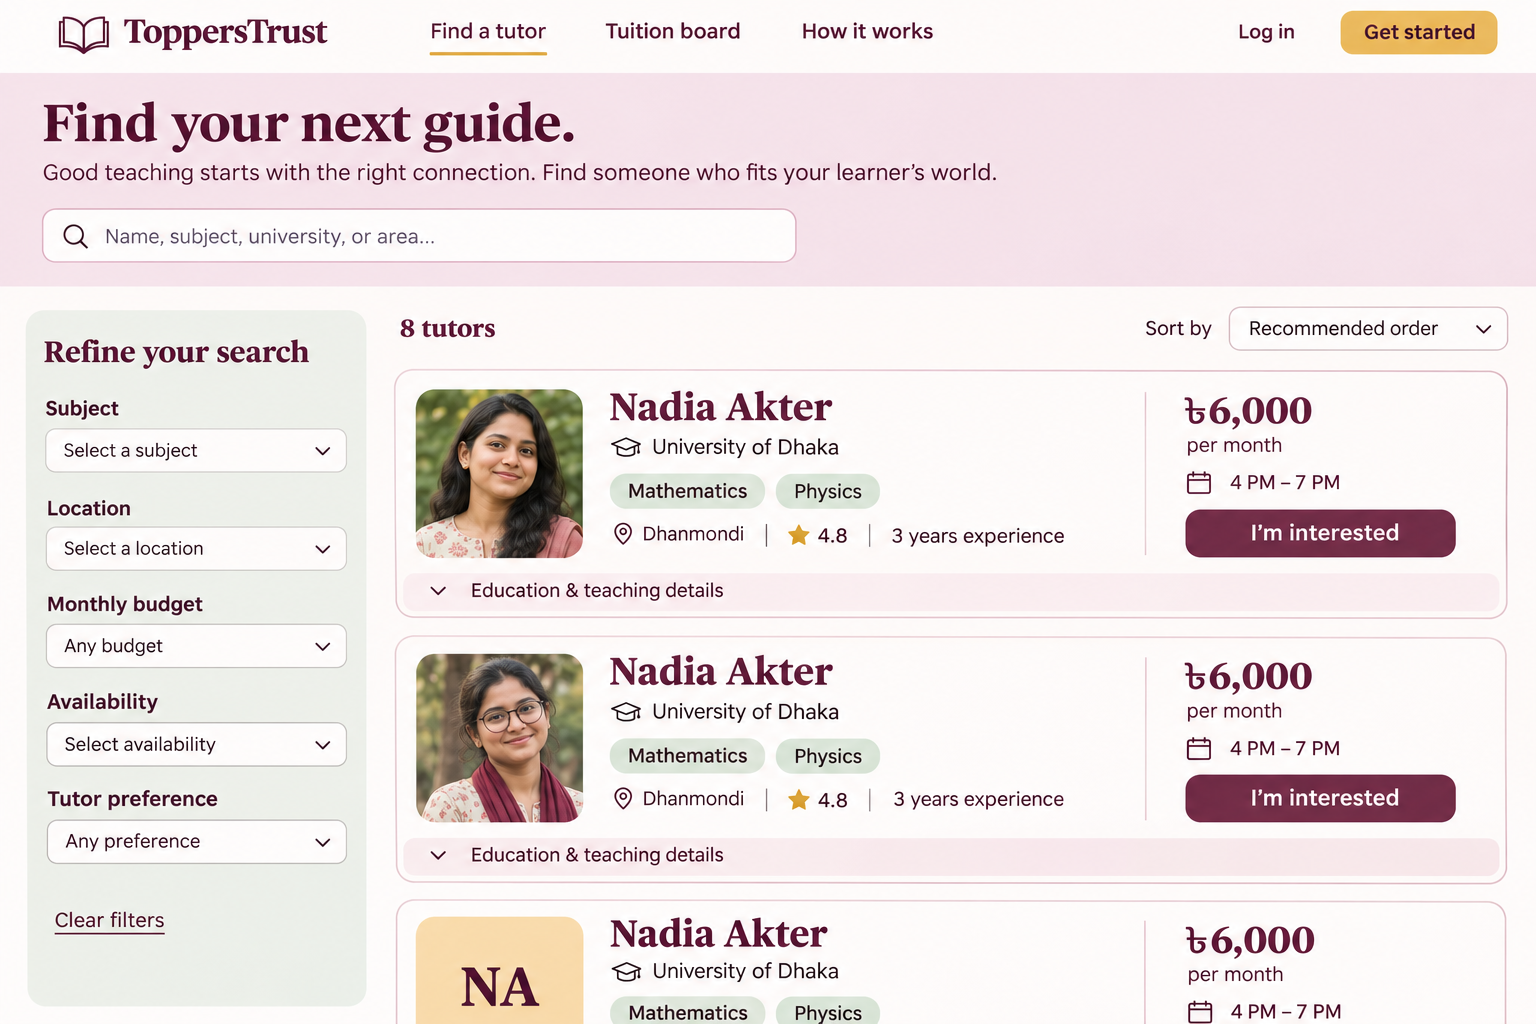 ToppersTrust
Find a tutor
Tuition board
How it works
Log in
Get started
Find your next guide.
Good teaching starts with the right connection. Find someone who fits your learner’s world.
Name, subject, university, or area...
Refine your search
Subject
Select a subject
Location
Select a location
Monthly budget
Any budget
Availability
Select availability
Tutor preference
Any preference
Clear filters
8 tutors
Sort by
Recommended order
Nadia Akter
University of Dhaka
Mathematics
Physics
Dhanmondi | 4.8 | 3 years experience
৳6,000
per month
4 PM – 7 PM
I’m interested
Education & teaching details
Nadia Akter
University of Dhaka
Mathematics
Physics
Dhanmondi | 4.8 | 3 years experience
৳6,000
per month
4 PM – 7 PM
I’m interested
Education & teaching details
NA
Nadia Akter
University of Dhaka
Mathematics
Physics
৳6,000
per month
4 PM – 7 PM